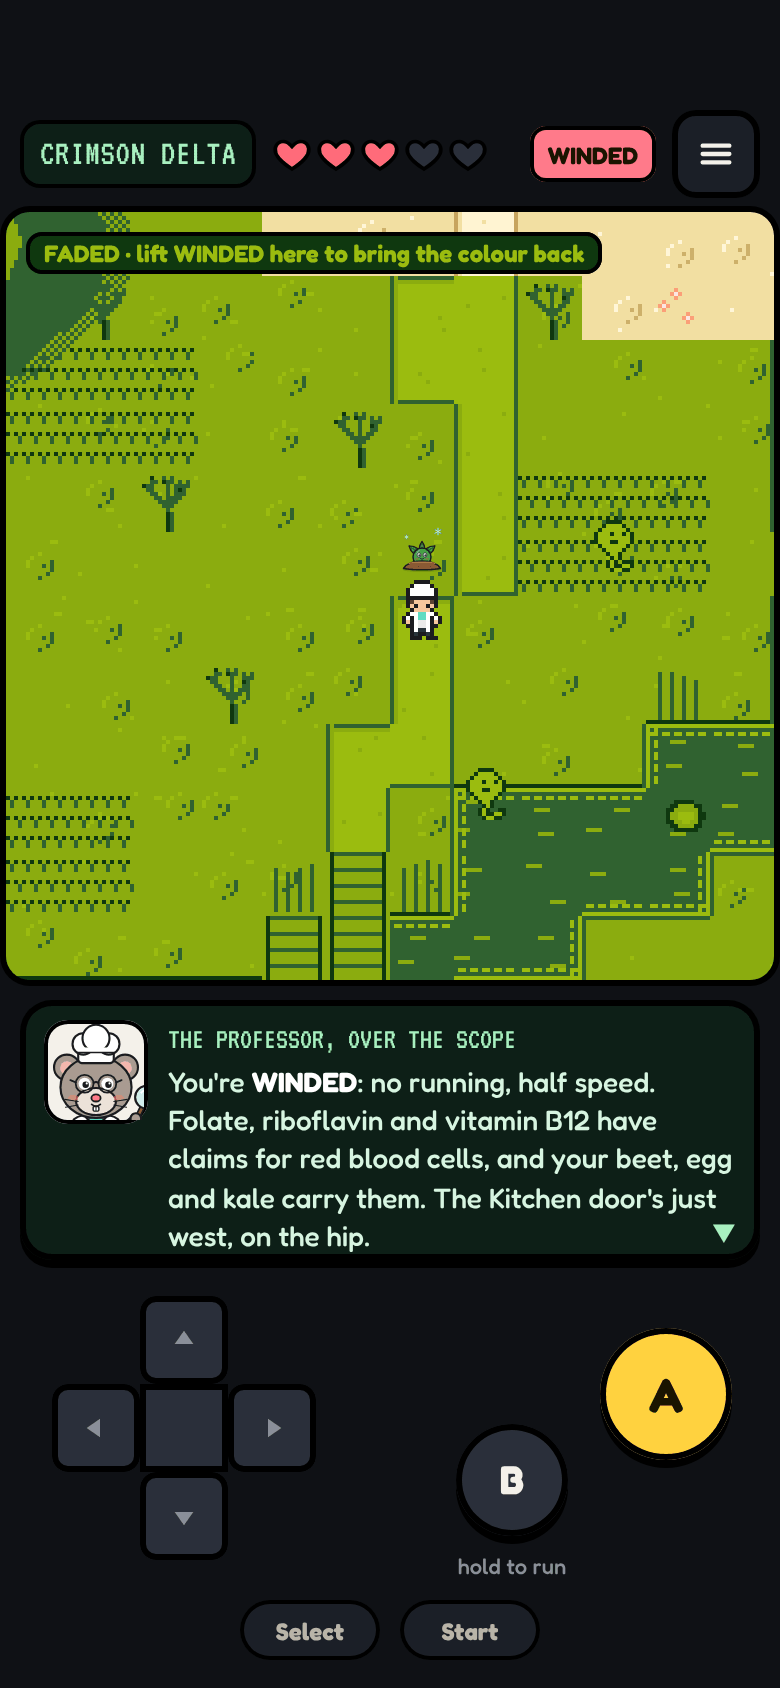 CRIMSON DELTA
WINDED
FADED · lift WINDED here to bring the colour back
THE PROFESSOR, OVER THE SCOPE
You're WINDED: no running, half speed.
Folate, riboflavin and vitamin B12 have
claims for red blood cells, and your beet, egg
and kale carry them. The Kitchen door's just
west, on the hip.
A
B
hold to run
Select
Start